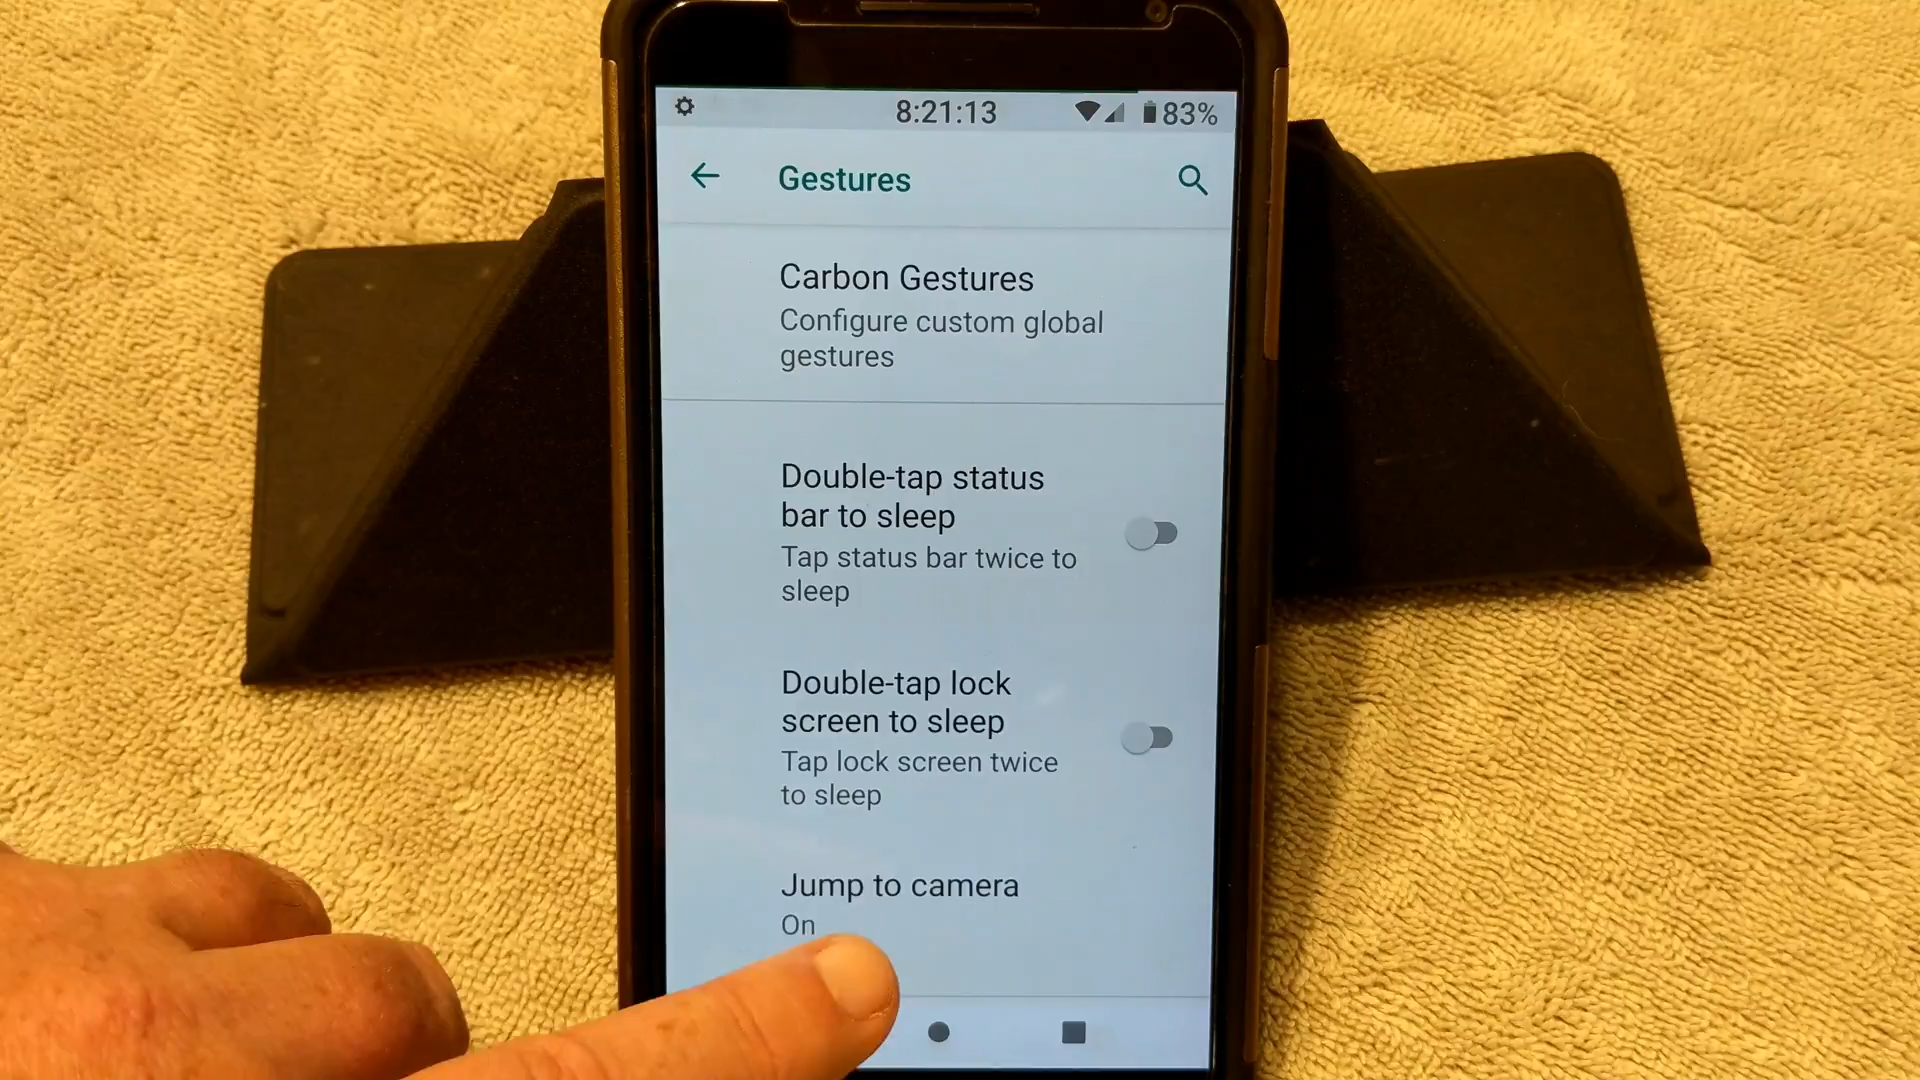 8:21:13
83%
Gestures
Carbon Gestures
Configure custom global
gestures
Double-tap status
bar to sleep
Tap status bar twice to
sleep
Double-tap lock
screen to sleep
Tap lock screen twice
to sleep
Jump to camera
On